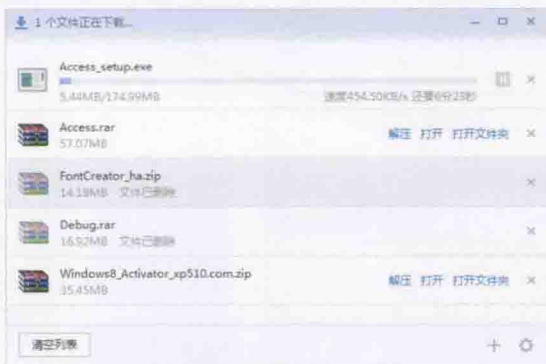 1 个文件正在下载...
Access_setup.exe
5.44MB/174.99MB 速度454.50KB/s 还要6分23秒
Access.rar
57.07MB 解压 打开 打开文件夹
FontCreator_ha.zip
14.18MB 文件已删除
Debug.rar
16.92MB 文件已删除
Windows8_Activator_xp510.com.zip
35.45MB 解压 打开 打开文件夹
清空列表